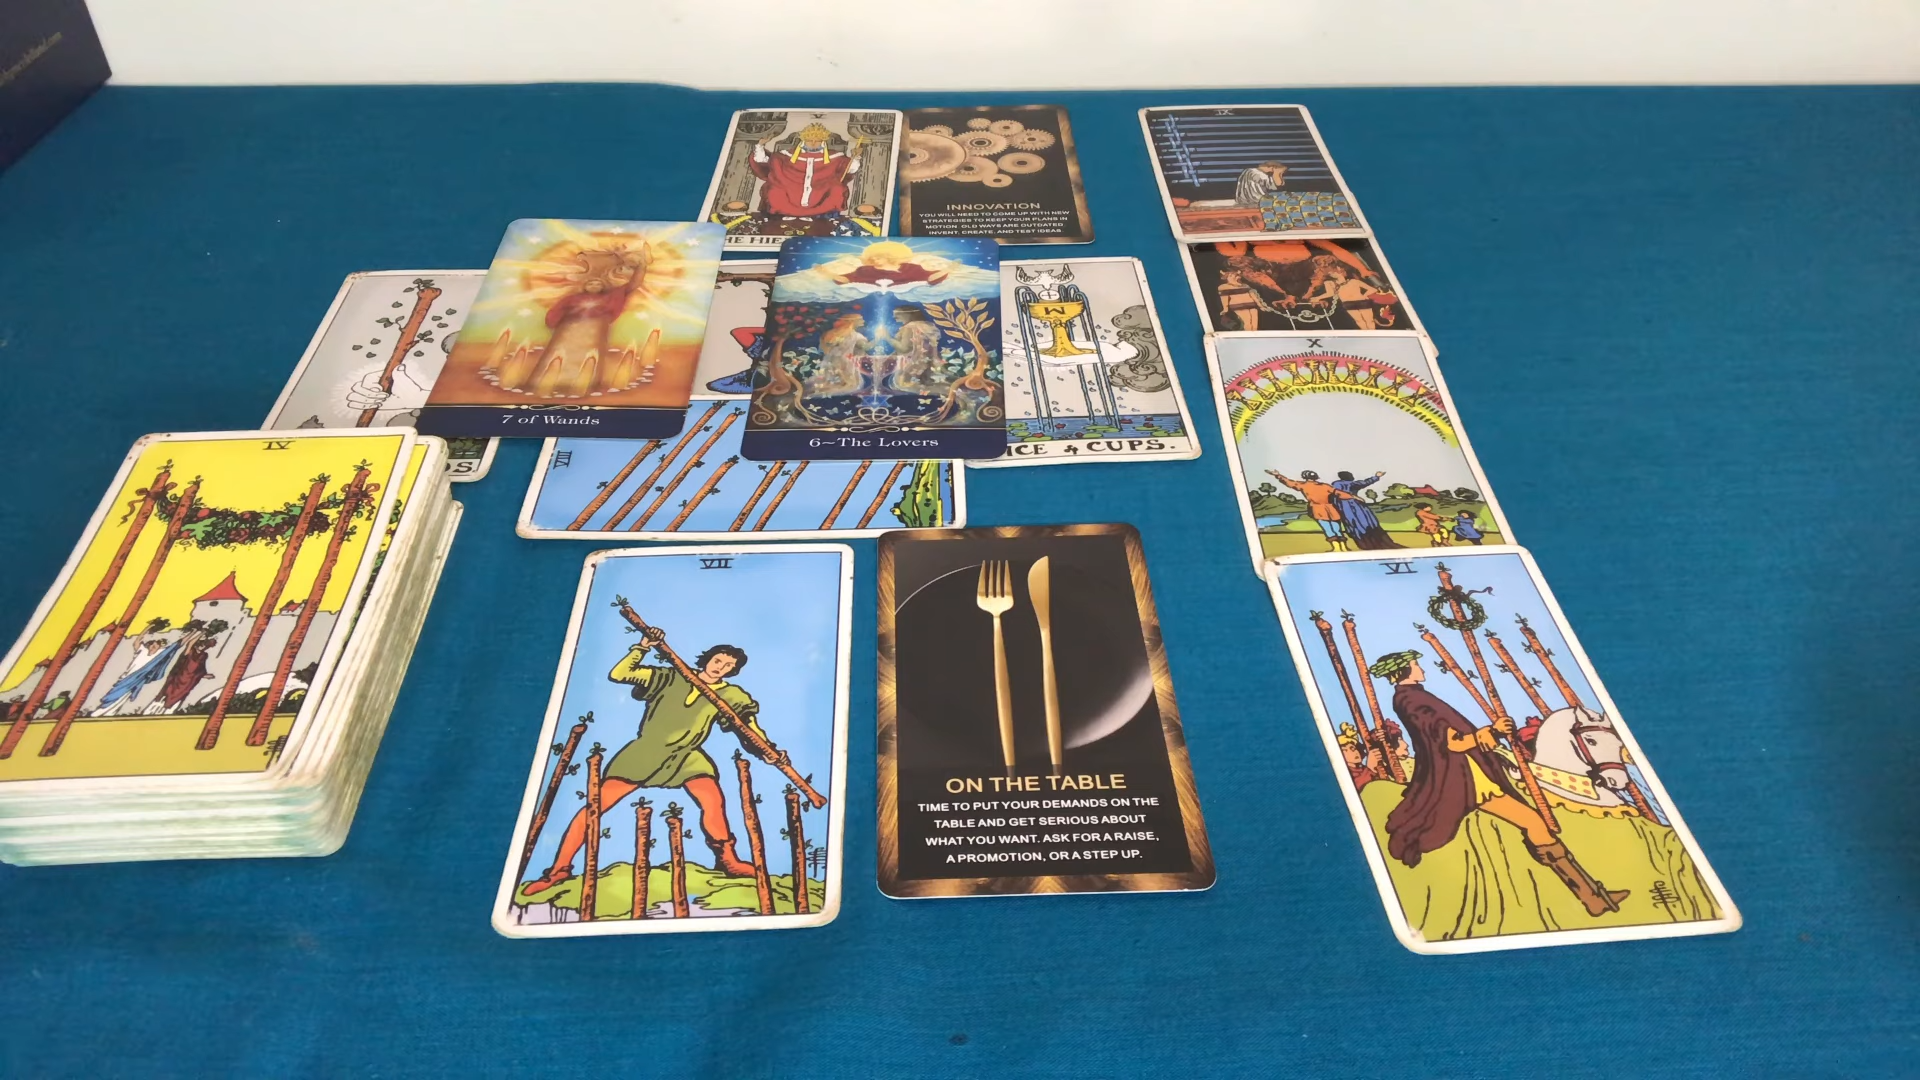 V
HE HIE
INNOVATION
YOU WILL NEED TO COME UP WITH NEW
STRATEGIES TO KEEP YOUR PLANS IN
MOTION. OLD WAYS ARE OUTDATED.
INVENT, CREATE, AND TEST IDEAS.
IX
7 of Wands
6~The Lovers
ACE of CUPS.
DS.
IV
VIII
X
VII
VI
ON THE TABLE
TIME TO PUT YOUR DEMANDS ON THE
TABLE AND GET SERIOUS ABOUT
WHAT YOU WANT. ASK FOR A RAISE,
A PROMOTION, OR A STEP UP.